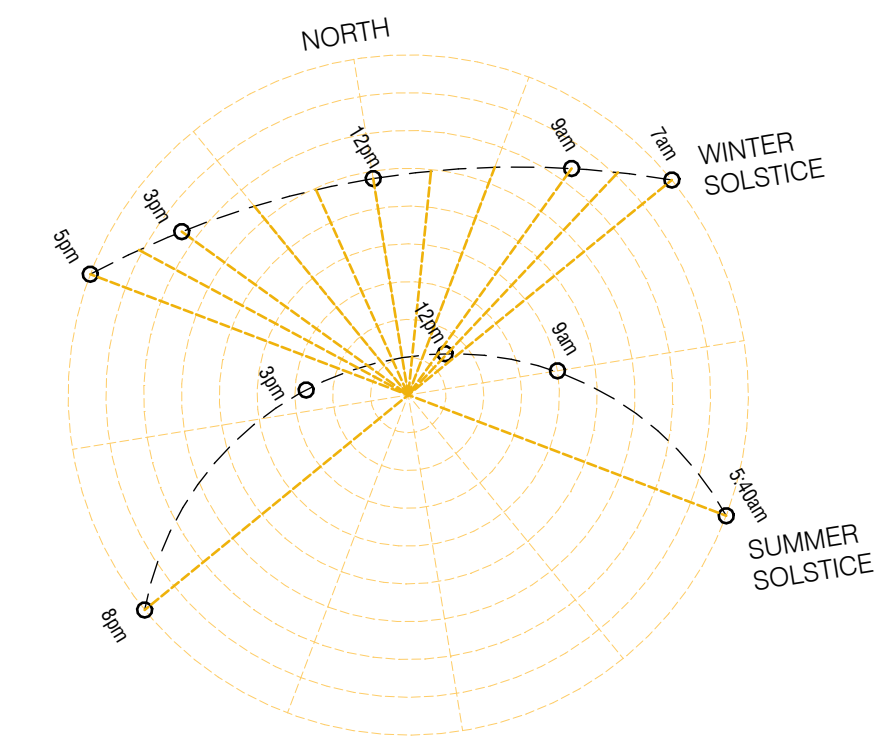 NORTH
12pm
9am
7am
WINTER
SOLSTICE
3pm
5pm
12pm
9am
3pm
5:40am
SUMMER
SOLSTICE
8pm